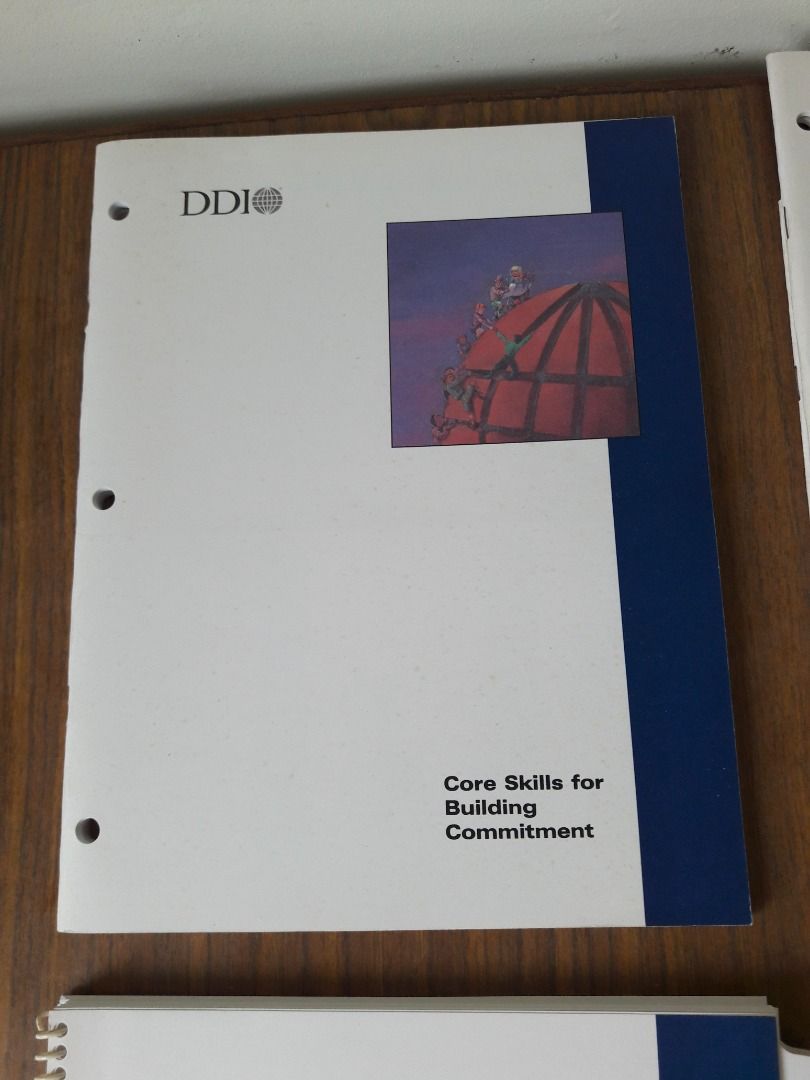 DDI
Core Skills for
Building
Commitment